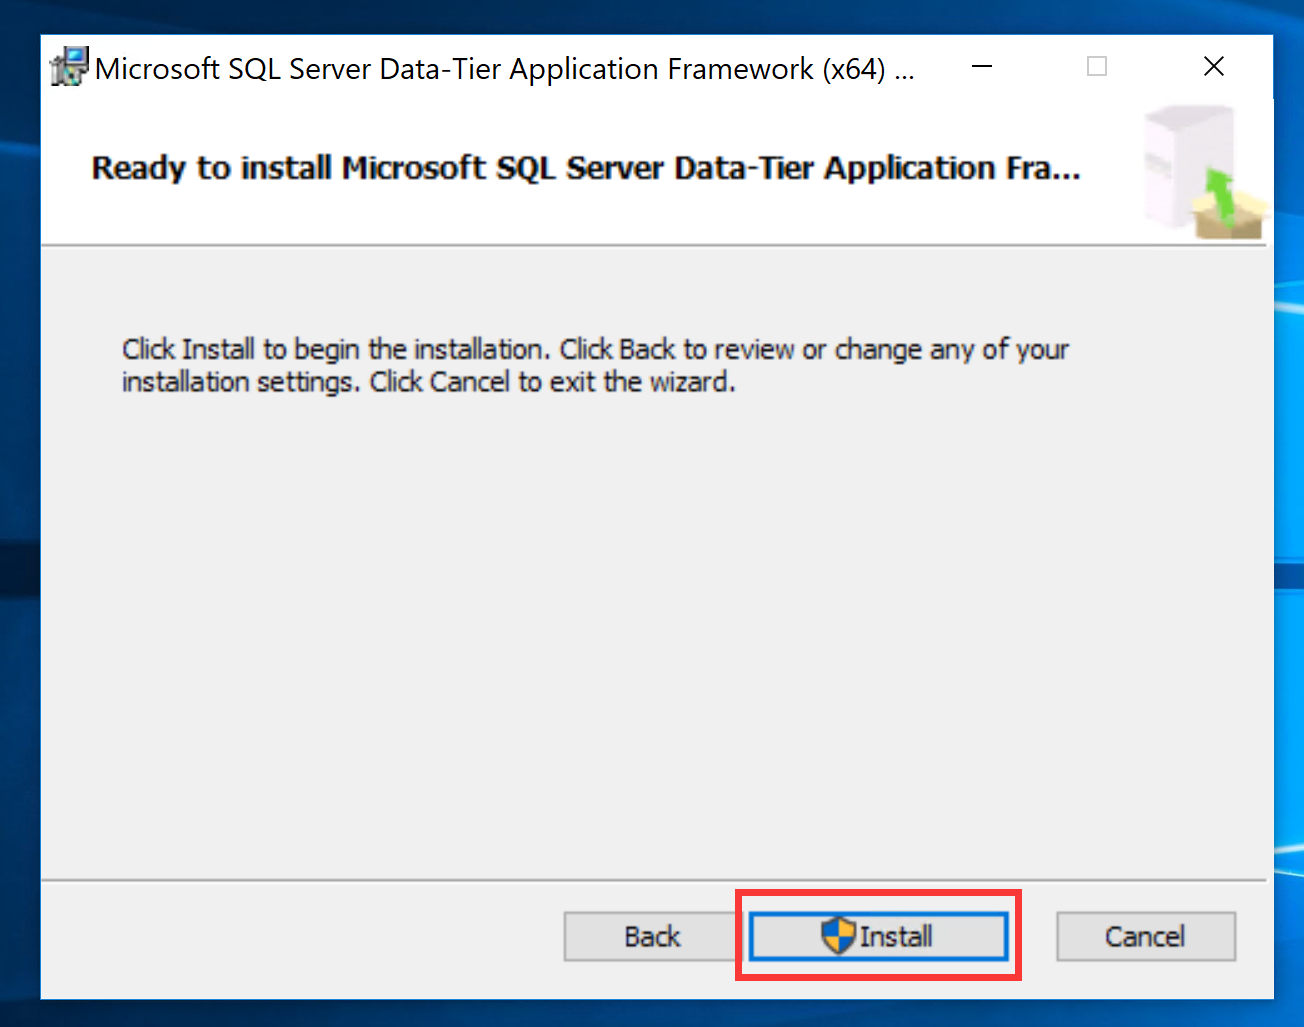 Microsoft SQL Server Data-Tier Application Framework (x64) ...
Ready to install Microsoft SQL Server Data-Tier Application Fra...
Click Install to begin the installation. Click Back to review or change any of your
installation settings. Click Cancel to exit the wizard.
Back
Install
Cancel